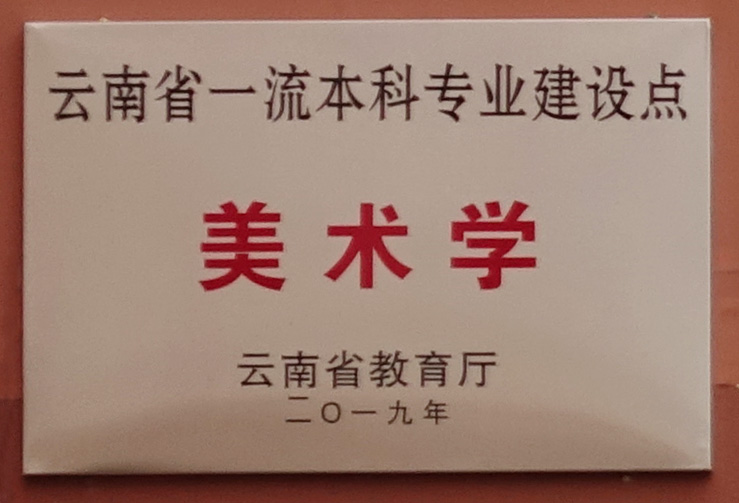 云南省一流本科专业建设点
美术学
云南省教育厅
二〇一九年